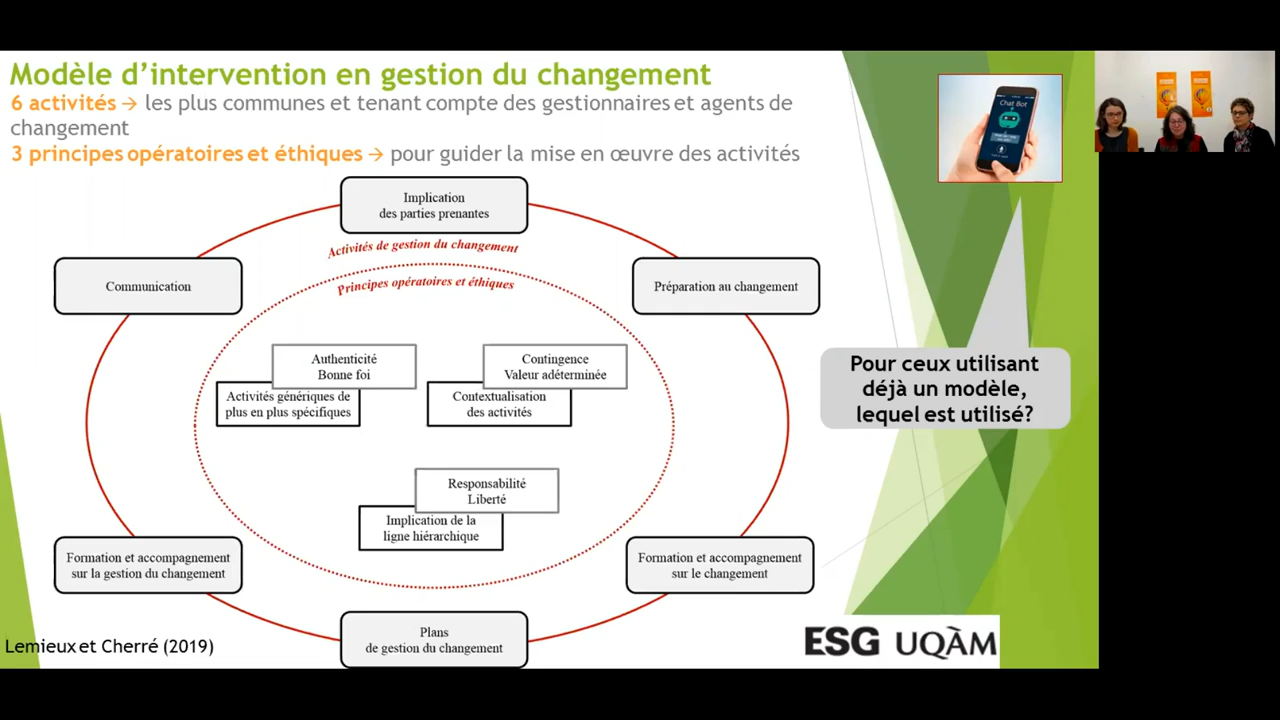 Modèle d’intervention en gestion du changement
6 activités → les plus communes et tenant compte des gestionnaires et agents de
changement
3 principes opératoires et éthiques → pour guider la mise en œuvre des activités
Chat Bot
Implication
des parties prenantes
Activités de gestion du changement
Principes opératoires et éthiques
Communication
Préparation au changement
Authenticité
Bonne foi
Activités génériques de
plus en plus spécifiques
Contingence
Valeur adéterminée
Contextualisation
des activités
Pour ceux utilisant
déjà un modèle,
lequel est utilisé?
Responsabilité
Liberté
Implication de la
ligne hiérarchique
Formation et accompagnement
sur la gestion du changement
Formation et accompagnement
sur le changement
Plans
de gestion du changement
Lemieux et Cherré (2019)
ESG UQÀM